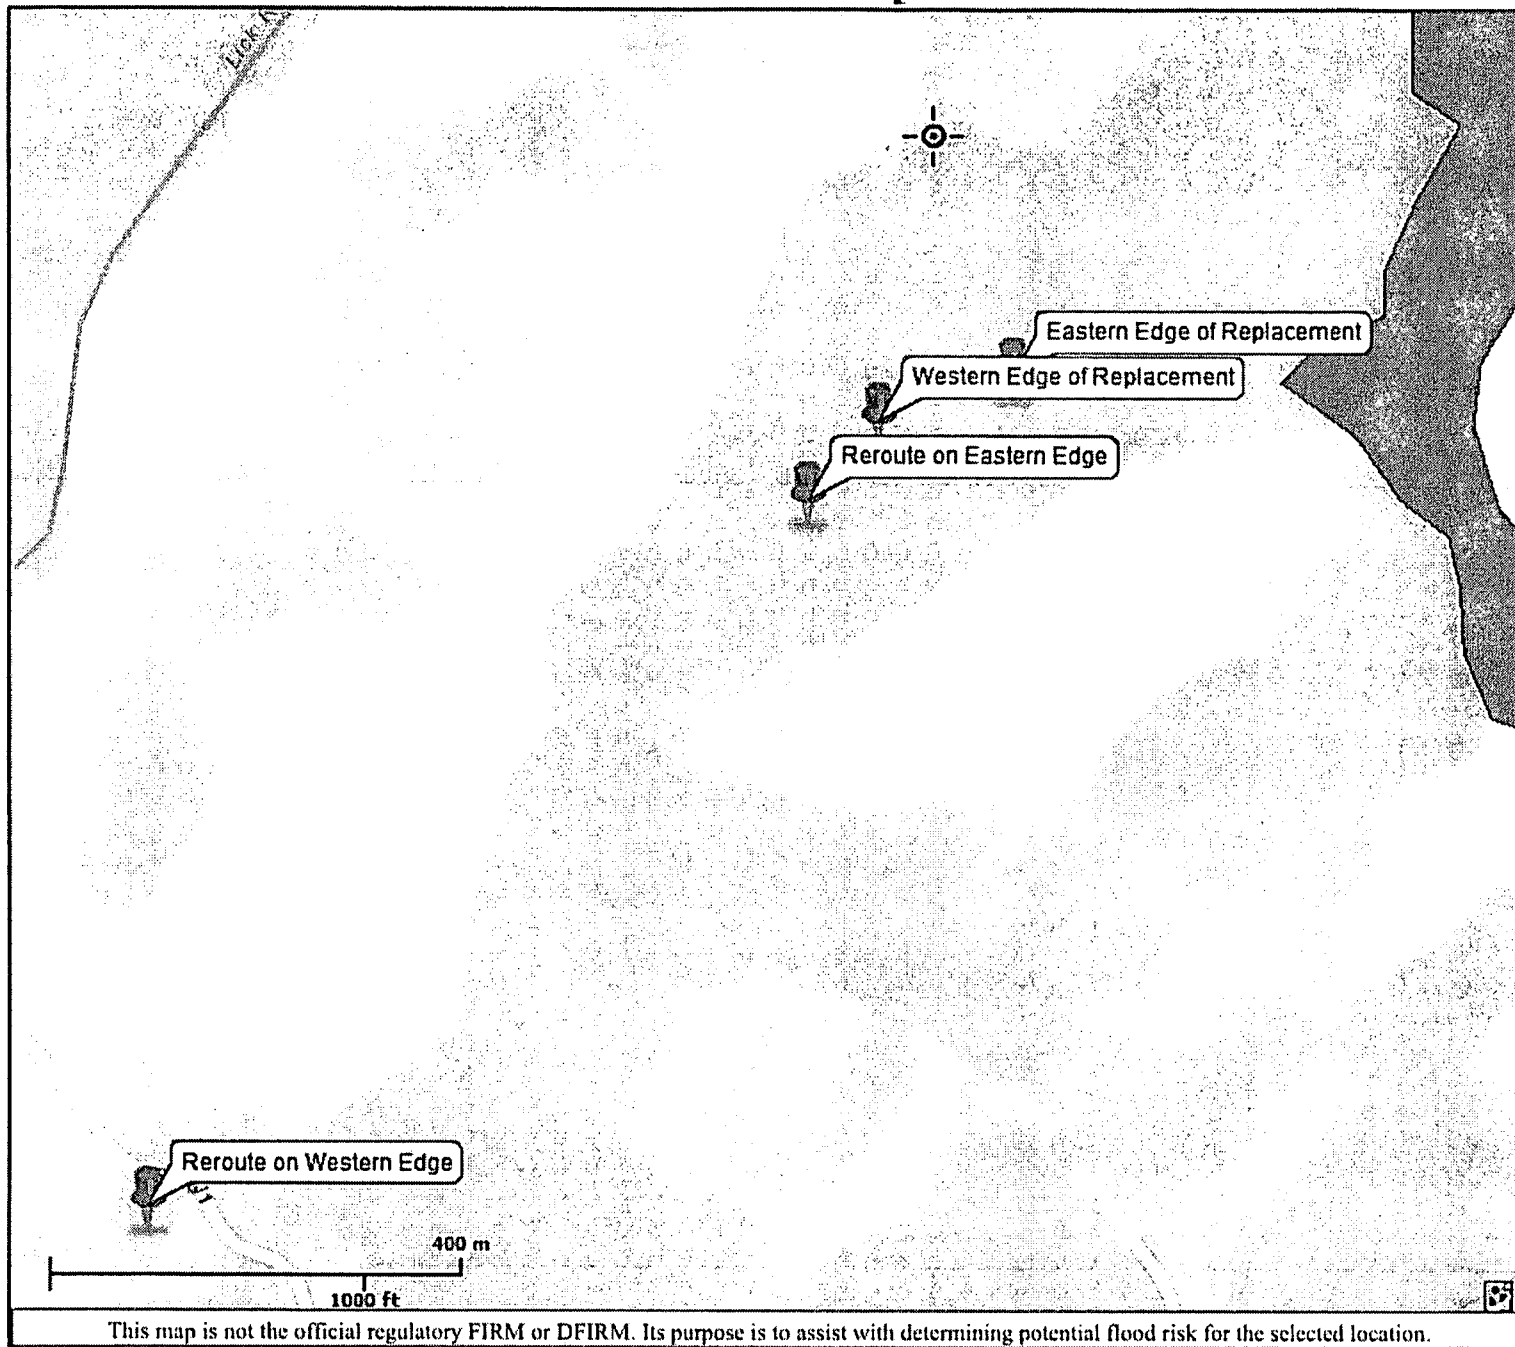 Lick
Eastern Edge of Replacement
Western Edge of Replacement
Reroute on Eastern Edge
Reroute on Western Edge
400 m
1000 ft
This map is not the official regulatory FIRM or DFIRM. Its purpose is to assist with determining potential flood risk for the selected location.